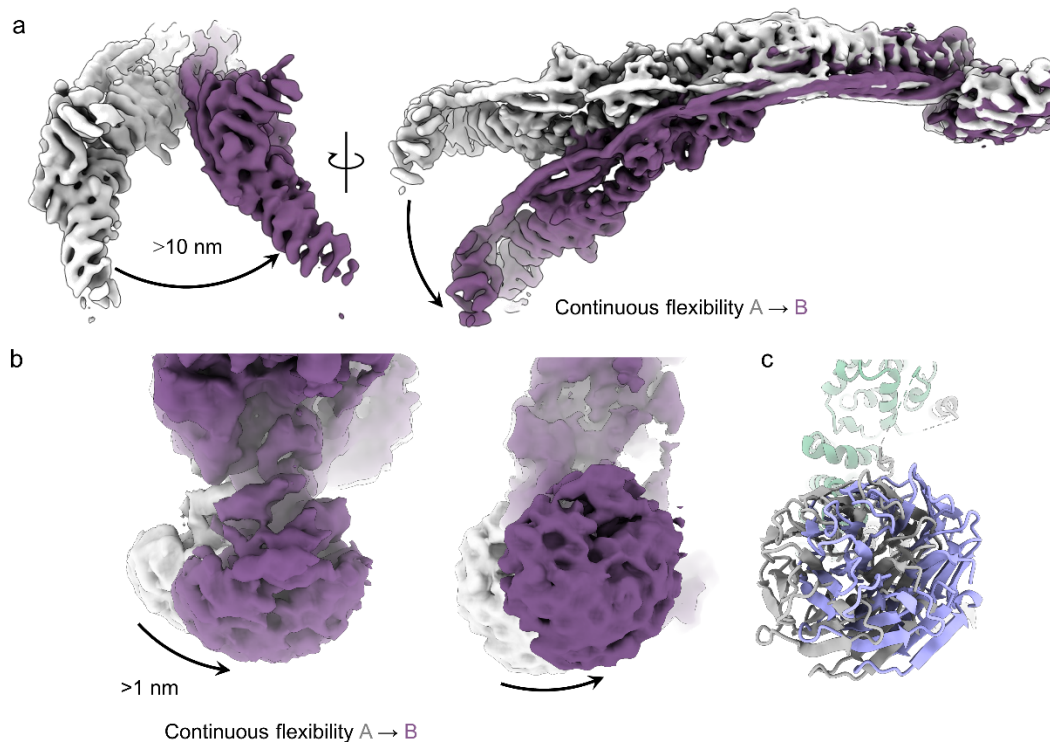 a
>10 nm
Continuous flexibility A → B
b
c
>1 nm
Continuous flexibility A → B